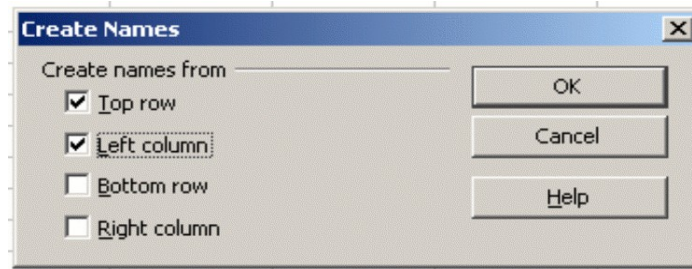 Create Names
Create names from
Top row
Left column
Bottom row
Right column
OK
Cancel
Help